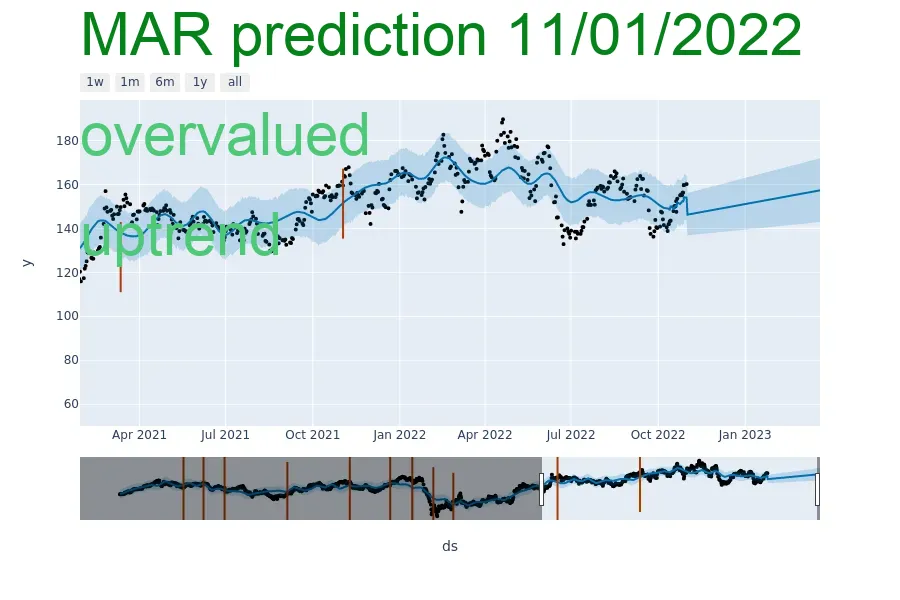 MAR prediction 11/01/2022
1w 1m 6m 1y all
overvalued
180
160
uptrend
140
120
100
80
60
y
Apr 2021 Jul 2021 Oct 2021 Jan 2022 Apr 2022 Jul 2022 Oct 2022 Jan 2023
ds